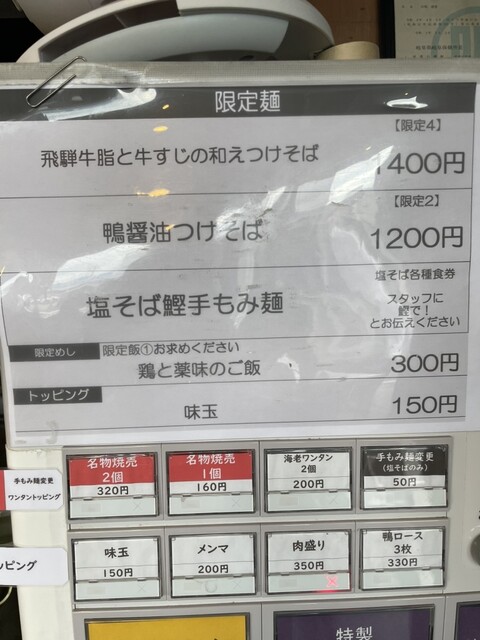 限定麺
【限定4】
飛騨牛脂と牛すじの和えつけそば
1400円
【限定2】
鴨醤油つけそば
1200円
塩そば各種食券
塩そば鰹手もみ麺
スタッフに
鰹で!
とお伝えください
限定めし
限定飯①お求めください
鶏と薬味のご飯
300円
トッピング
味玉
150円
手もみ麺変更
ワンタントッピング
名物焼売
2個
320円
名物焼売
1個
160円
海老ワンタン
2個
200円
手もみ麺変更
(塩そばのみ)
50円
ッピング
味玉
150円
メンマ
200円
肉盛り
350円
鴨ロース
3枚
330円
特製